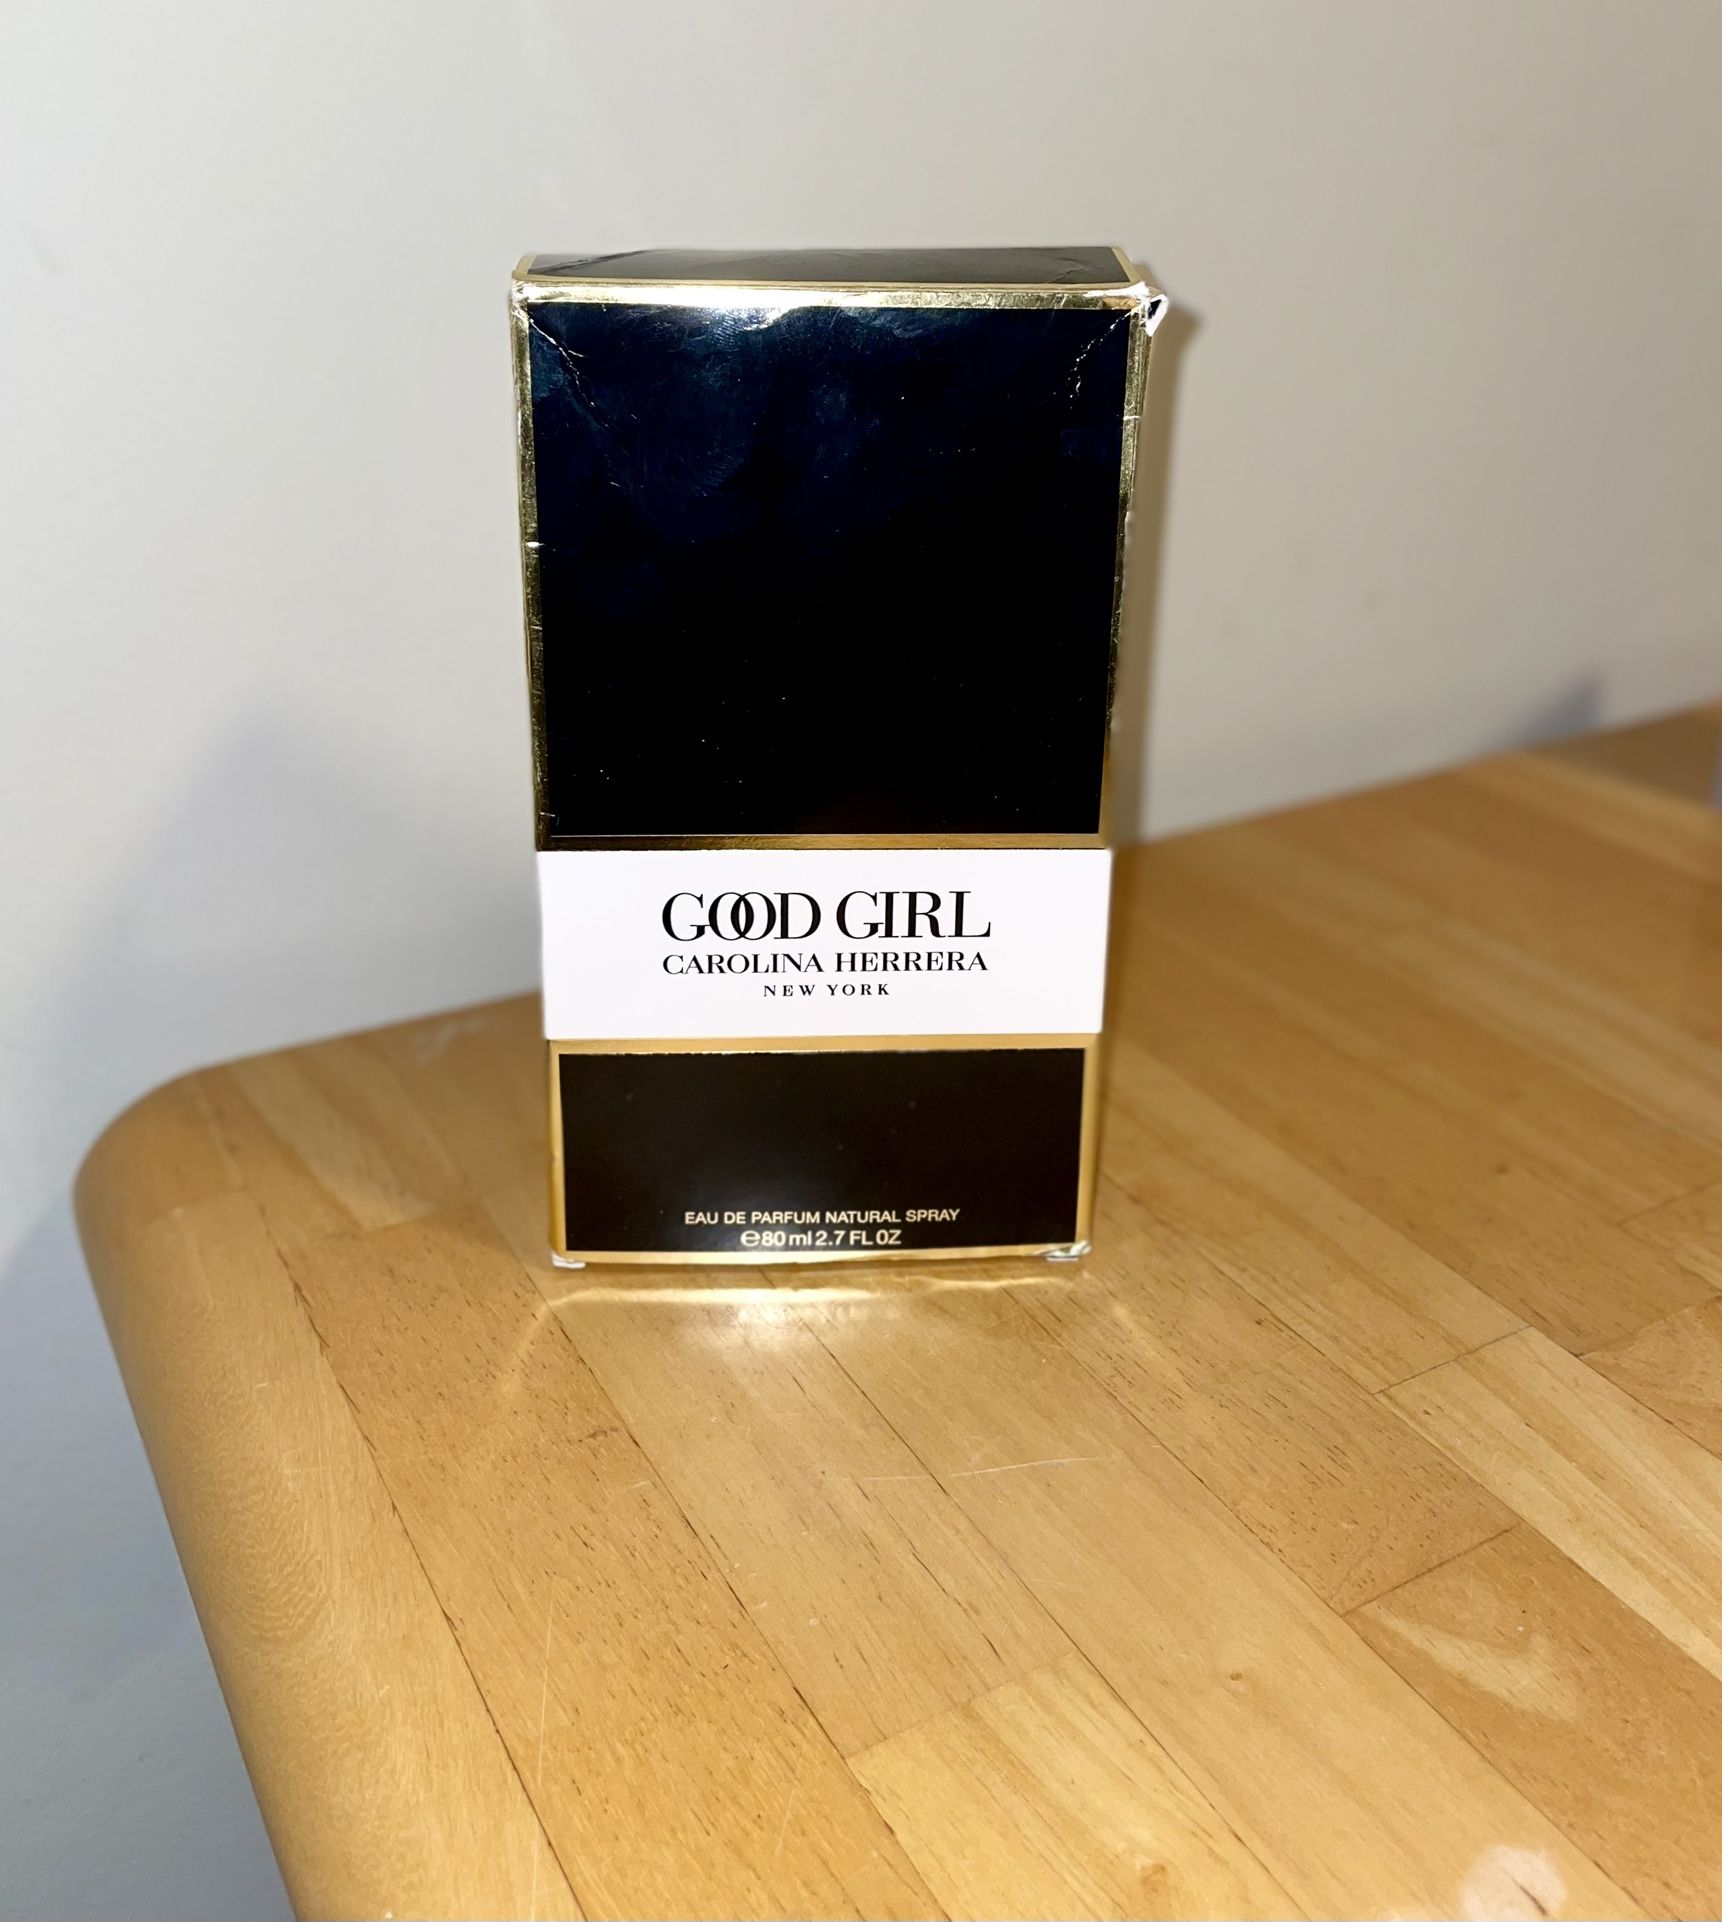 GOOD GIRL
CAROLINA HERRERA
NEW YORK
EAU DE PARFUM NATURAL SPRAY
℮80 ml 2.7 FL OZ